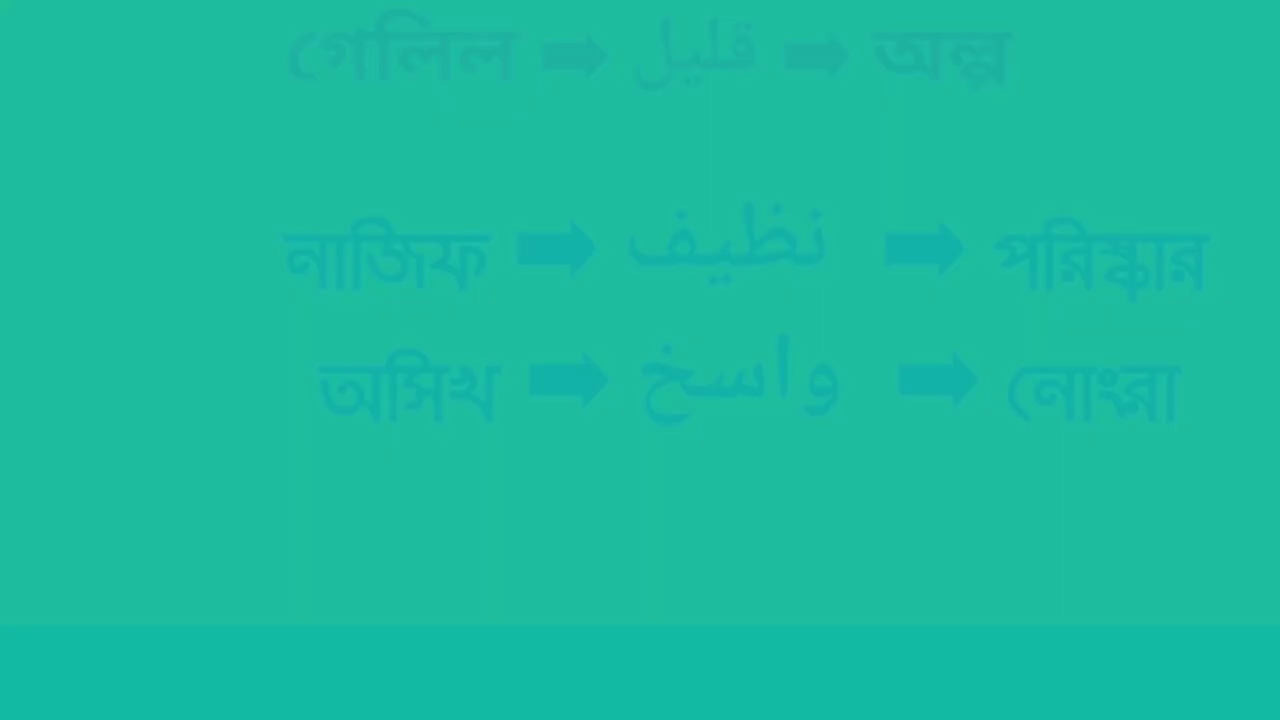 গেলিল ➡ قليل ➡ অল্প
নাজিফ ➡ نظيف ➡ পরিস্কার
অসিখ ➡ واسخ ➡ নোংরা